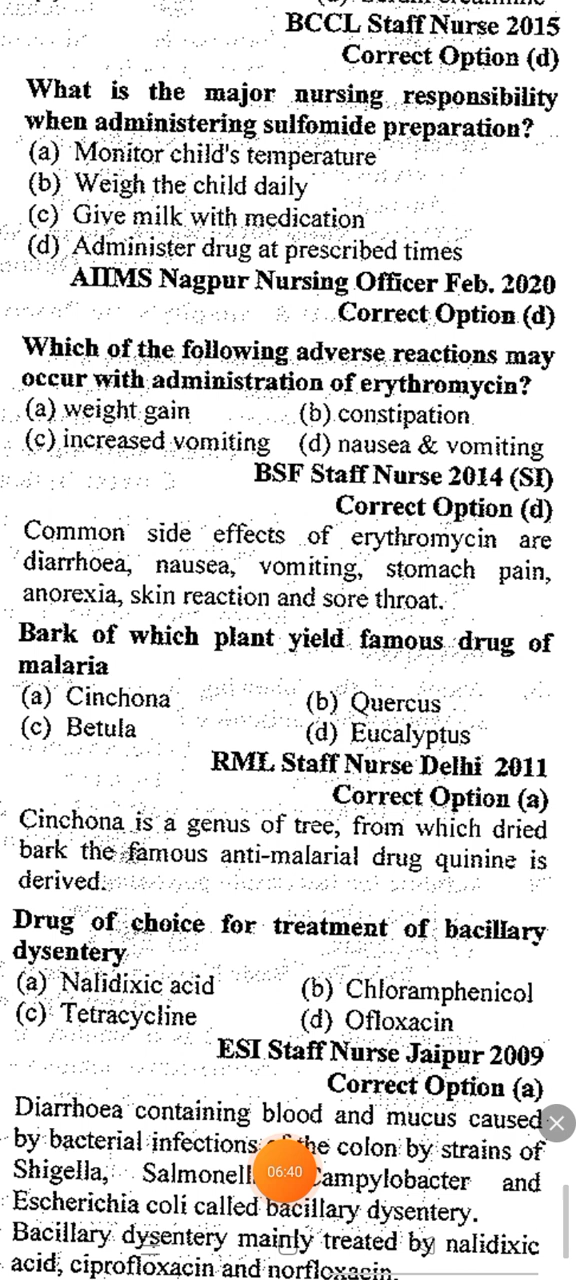 BCCL Staff Nurse 2015
Correct Option (d)
What is the major nursing responsibility
when administering sulfomide preparation?
(a) Monitor child's temperature
(b) Weigh the child daily
(c) Give milk with medication
(d) Administer drug at prescribed times
AIIMS Nagpur Nursing Officer Feb. 2020
Correct Option (d)
Which of the following adverse reactions may
occur with administration of erythromycin?
(a) weight gain (b) constipation
(c) increased vomiting (d) nausea & vomiting
BSF Staff Nurse 2014 (SI)
Correct Option (d)
Common side effects of erythromycin are
diarrhoea, nausea, vomiting, stomach pain,
anorexia, skin reaction and sore throat.
Bark of which plant yield famous drug of
malaria
(a) Cinchona (b) Quercus
(c) Betula (d) Eucalyptus
RML Staff Nurse Delhi 2011
Correct Option (a)
Cinchona is a genus of tree, from which dried
bark the famous anti-malarial drug quinine is
derived.
Drug of choice for treatment of bacillary
dysentery
(a) Nalidixic acid (b) Chloramphenicol
(c) Tetracycline (d) Ofloxacin
ESI Staff Nurse Jaipur 2009
Correct Option (a)
Diarrhoea containing blood and mucus caused
by bacterial infections the colon by strains of
Shigella, Salmonell 06:40 ampylobacter and
Escherichia coli called bacillary dysentery.
Bacillary dysentery mainly treated by nalidixic
acid, ciprofloxacin and norfloxacin.